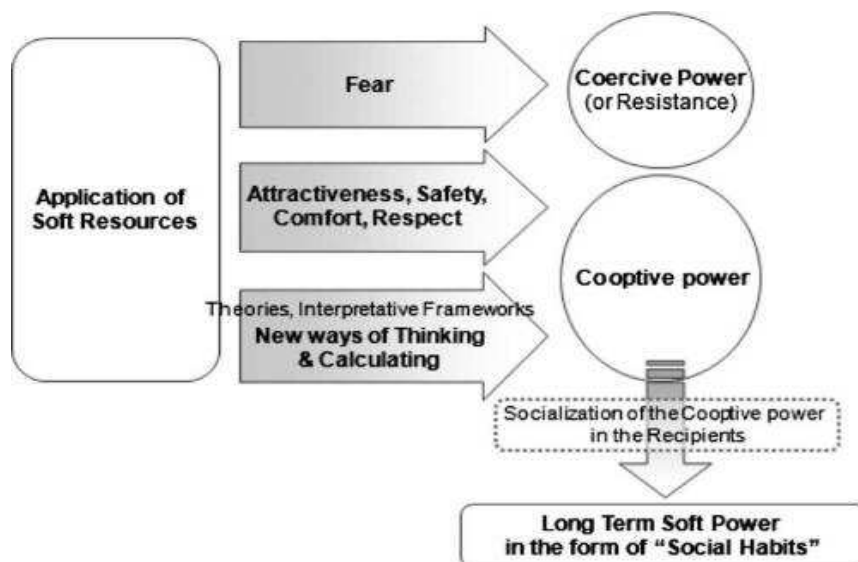 Application of
Soft Resources
Fear
Coercive Power
(or Resistance)
Attractiveness, Safety,
Comfort, Respect
Cooptive power
Theories, Interpretative Frameworks
New ways of Thinking
& Calculating
Socialization of the Cooptive power
in the Recipients
Long Term Soft Power
in the form of “Social Habits”